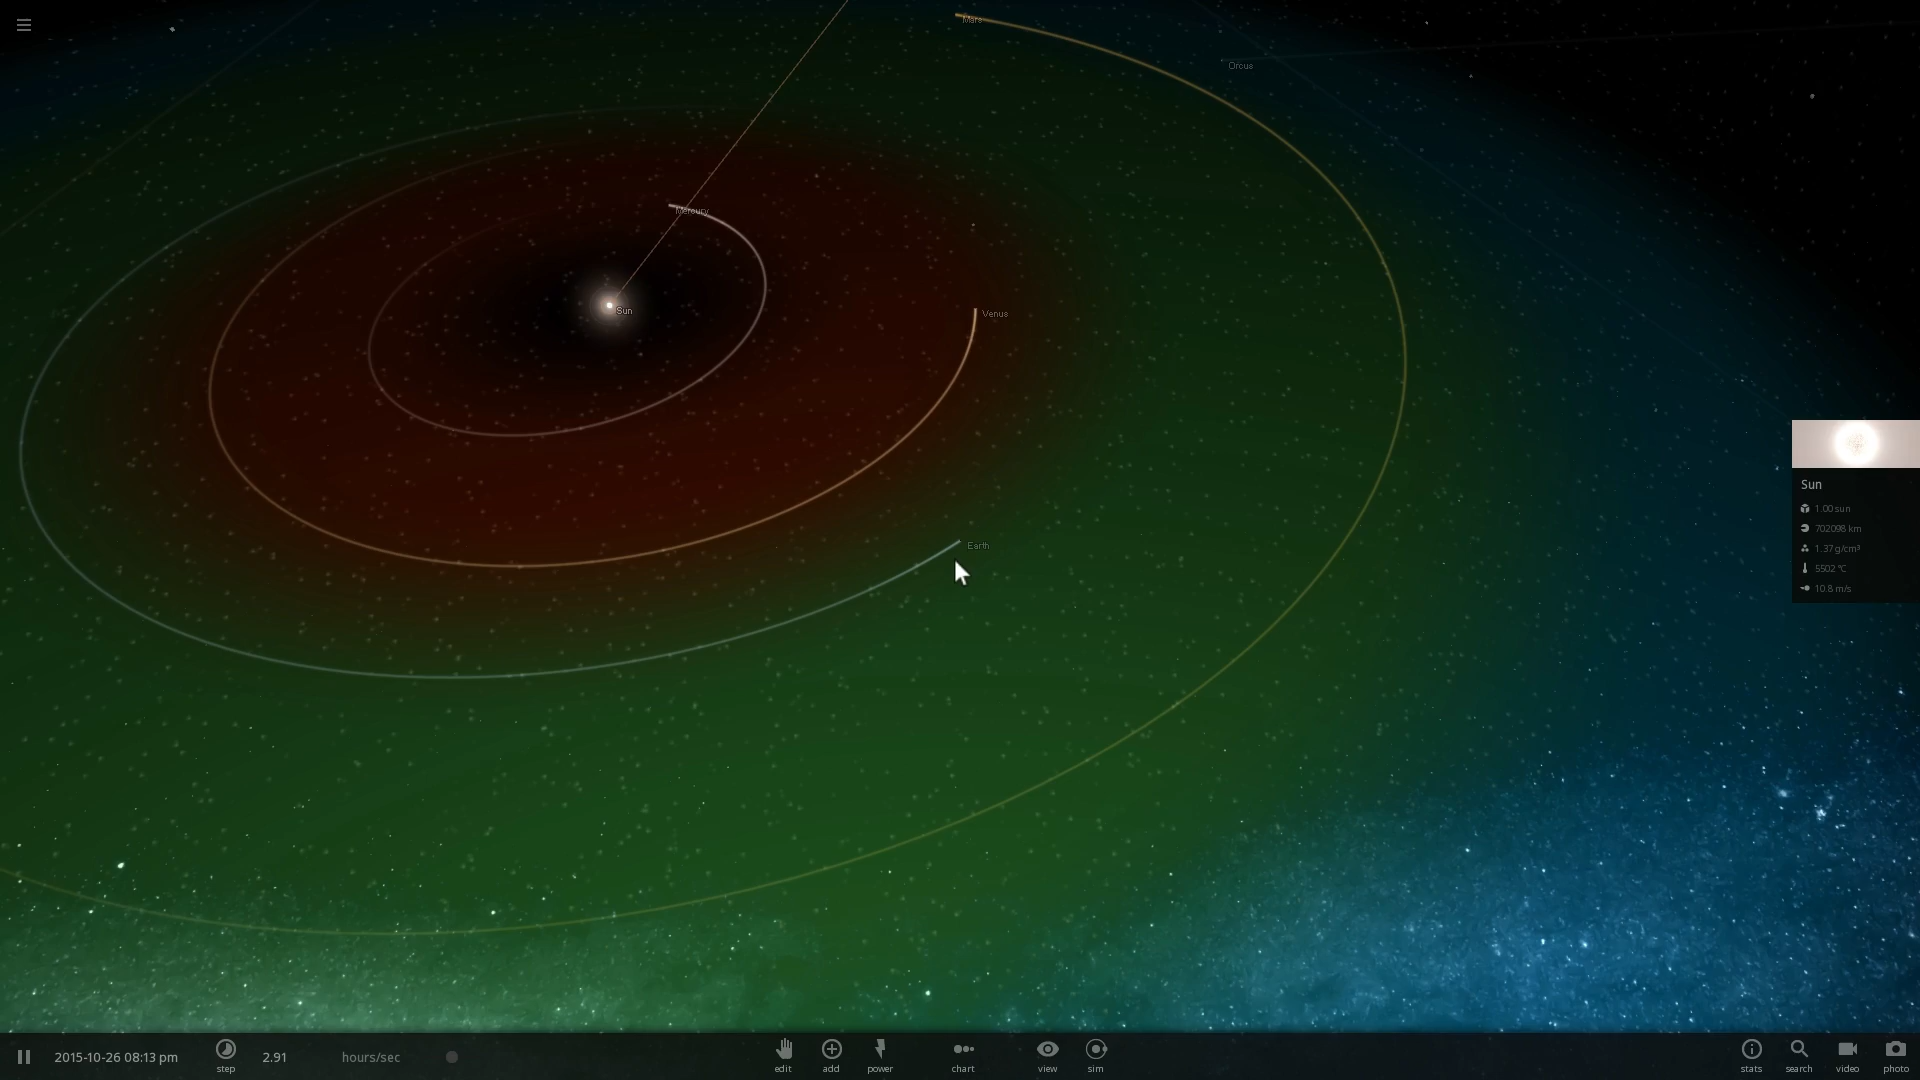 Mars
Orcus
Mercury
Sun
Venus
Earth
Sun
1.00 sun
702098 km
1.37 g/cm³
5502 °C
10.8 m/s
2015-10-26 08:13 pm
step
2.91
hours/sec
edit
add
power
chart
view
sim
stats
search
video
photo